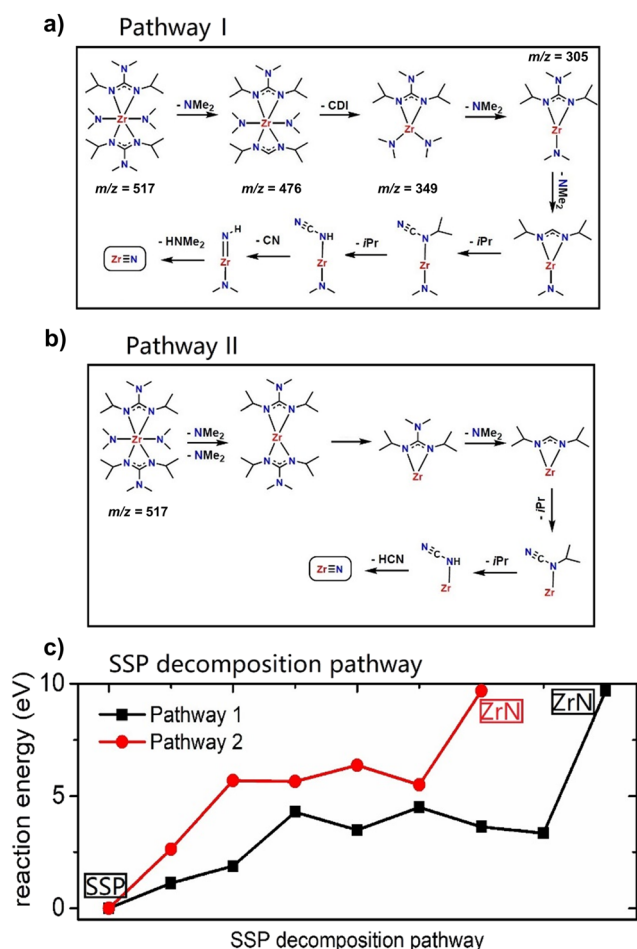 a)
Pathway I
m/z = 305
- NMe2
- CDI
- NMe2
m/z = 517
m/z = 476
m/z = 349
- NMe2
- HNMe2
- CN
- iPr
- iPr
Zr≡N
b)
Pathway II
- NMe2
- NMe2
- NMe2
m/z = 517
- iPr
- HCN
- iPr
Zr≡N
c)
SSP decomposition pathway
reaction energy (eV)
10
5
0
Pathway 1
Pathway 2
ZrN
ZrN
SSP
SSP decomposition pathway